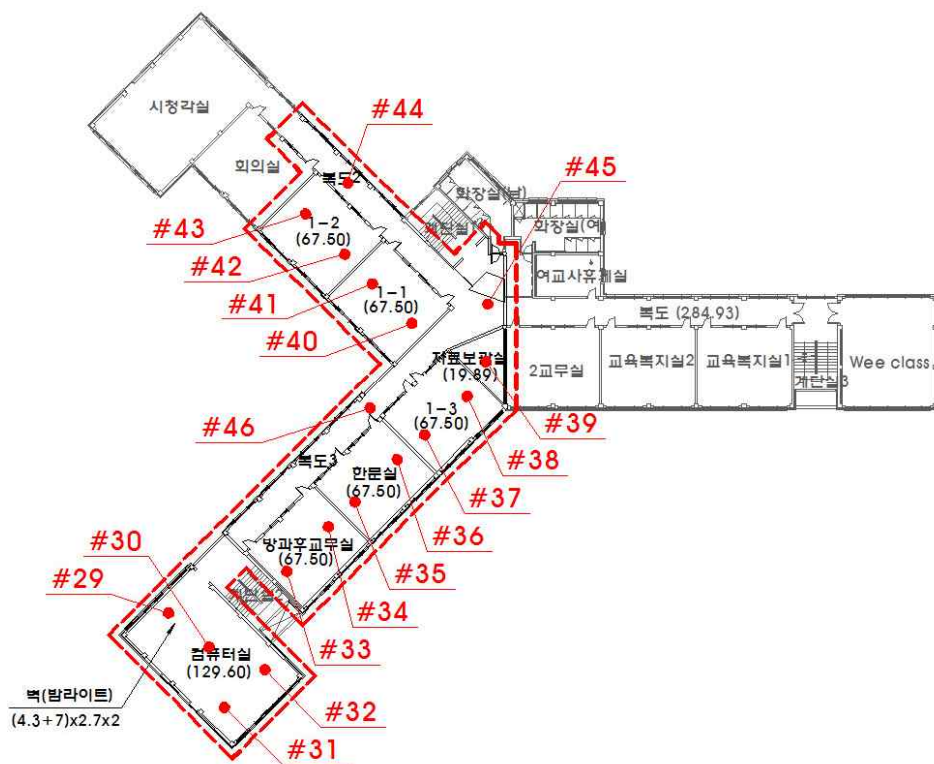 #44
시청각실
#45
회의실
복도2
화장실(남)
#43
1-2
(67.50)
계단실1
화장실(여)
#42
여교사휴게실
#41
1-1
(67.50)
복도 (284.93)
#40
자료보관실
(19.89)
2교무실
교육복지실2
교육복지실1
계단실3
Wee class
#46
1-3
(67.50)
#39
복도3
#38
한문실
(67.50)
#37
#30
방과후교무실
(67.50)
#36
#29
#35
#34
#33
컴퓨터실
(129.60)
벽(밤라이트)
(4.3+7)x2.7x2
#32
#31